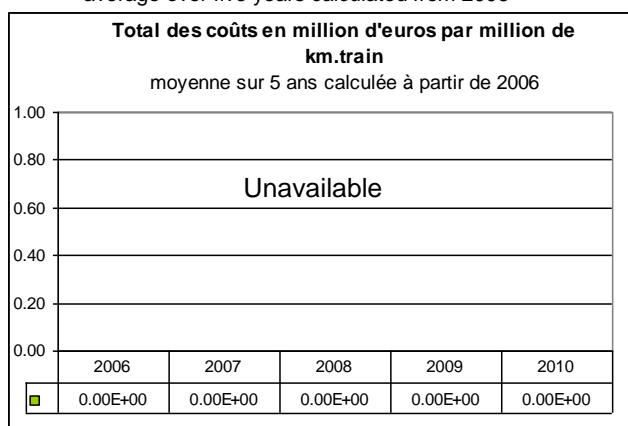 average over five years calculated from 2006
Total des coûts en million d'euros par million de
km.train
moyenne sur 5 ans calculée à partir de 2006
1.00
0.80
Unavailable
0.60
0.40
0.20
0.00
2006 2007 2008 2009 2010
0.00E+00 0.00E+00 0.00E+00 0.00E+00 0.00E+00